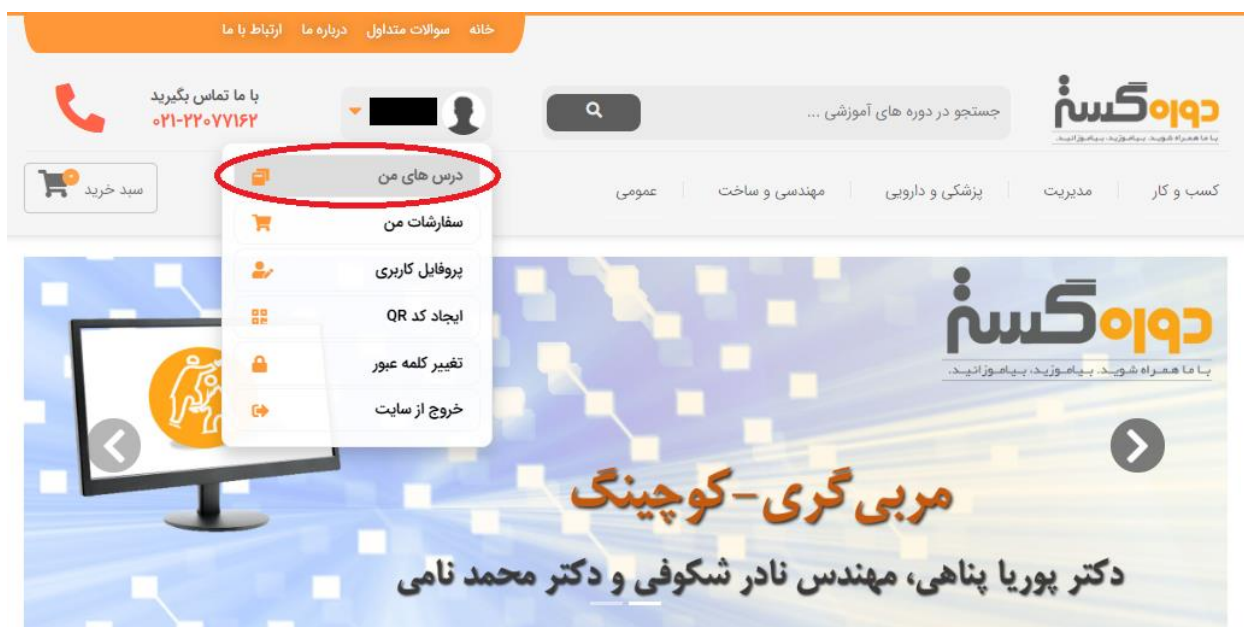 خانه سوالات متداول درباره ما ارتباط با ما
دوره گستر
با ما همراه شوید. بیاموزید، بیاموزانید.
جستجو در دوره های آموزشی ...
با ما تماس بگیرید
۰۲۱-۲۲۰۷۷۱۶۲
کسب و کار مدیریت پزشکی و دارویی مهندسی و ساخت عمومی
سبد خرید
درس های من
سفارشات من
پروفایل کاربری
ایجاد کد QR
تغییر کلمه عبور
خروج از سایت
دوره گستر
با ما همراه شویـد. بـیـامـوزیـد، بـیـامـوزانیـد.
مربی گری - کوچینگ
دکتر پوریا پناهی، مهندس نادر شکوفی و دکتر محمد نامی